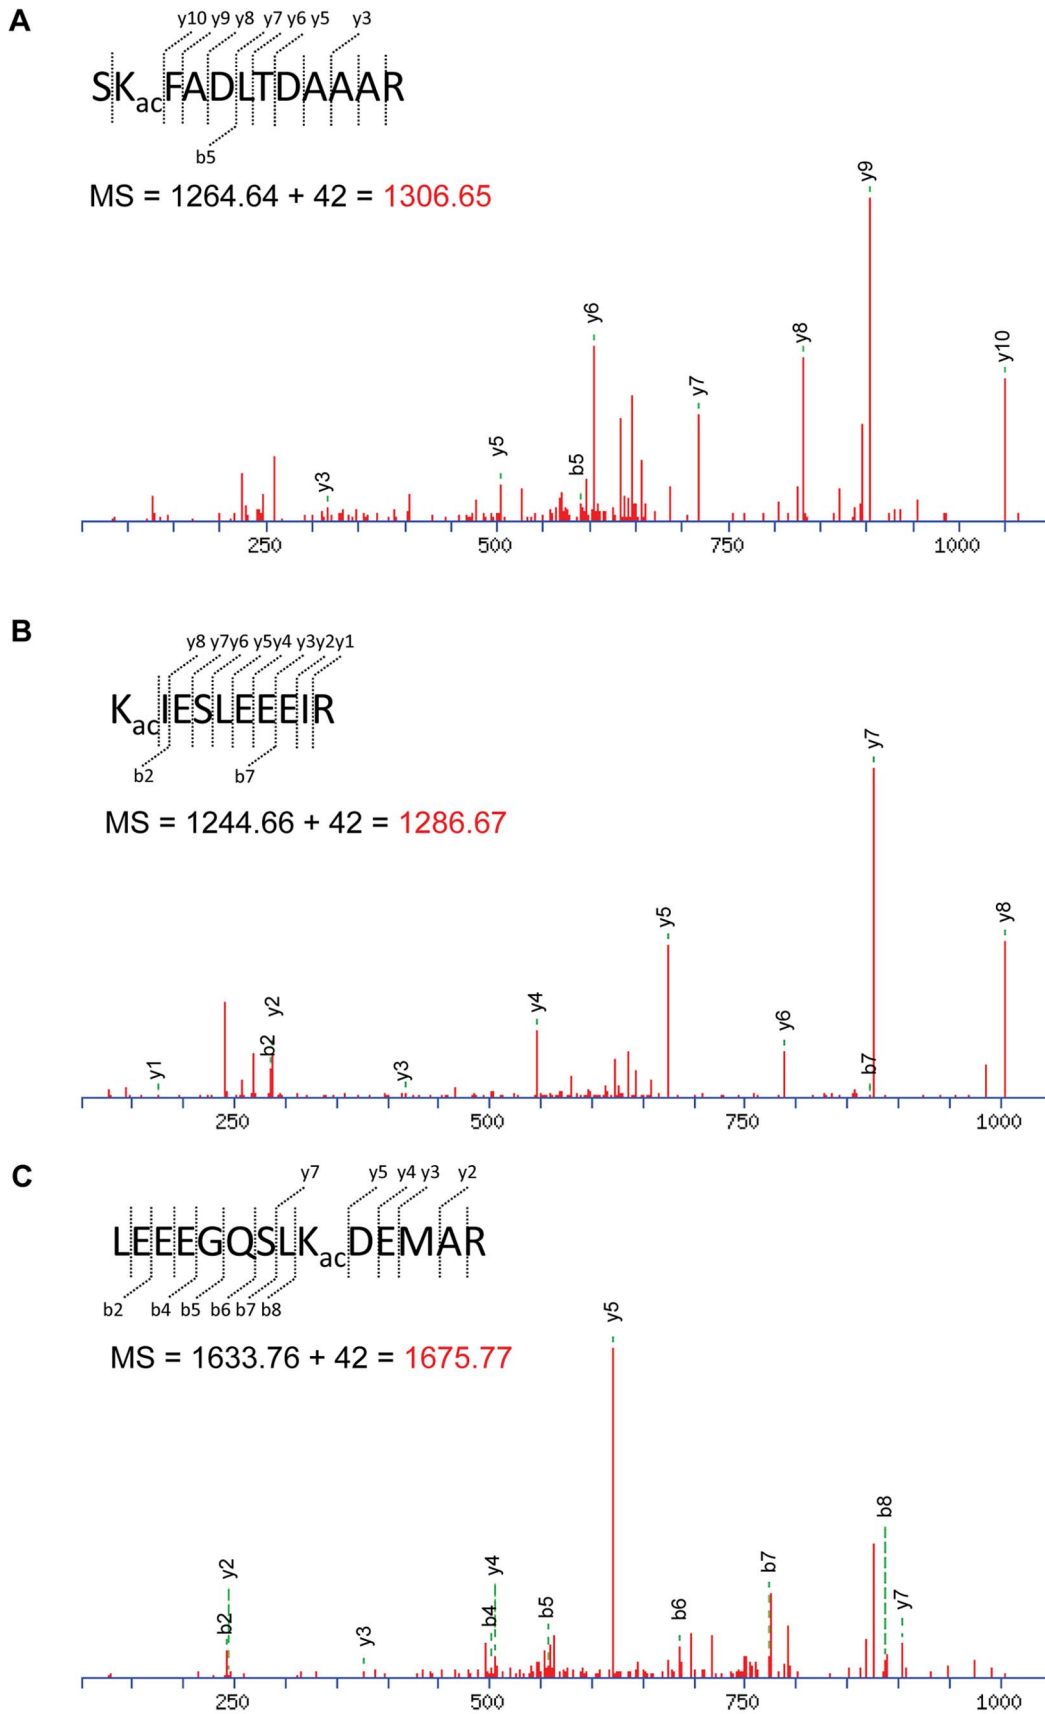 A
y10 y9 y8 y7 y6 y5 y3
SKacFADLTDAAAR
b5
MS = 1264.64 + 42 = 1306.65
y3 y5 b5 y6 y7 y8 y9 y10
250 500 750 1000
B
y8 y7y6 y5y4 y3y2y1
KacIESLEEEIR
b2 b7
MS = 1244.66 + 42 = 1286.67
y1 b2 y2 y3 y4 y5 y6 b7 y7 y8
250 500 750 1000
C
y7 y5 y4 y3 y2
LEEEGQSLKacDEMAR
b2 b4 b5 b6 b7 b8
MS = 1633.76 + 42 = 1675.77
b2 y2 y3 b4 y4 b5 y5 b6 b7 b8 y7
250 500 750 1000